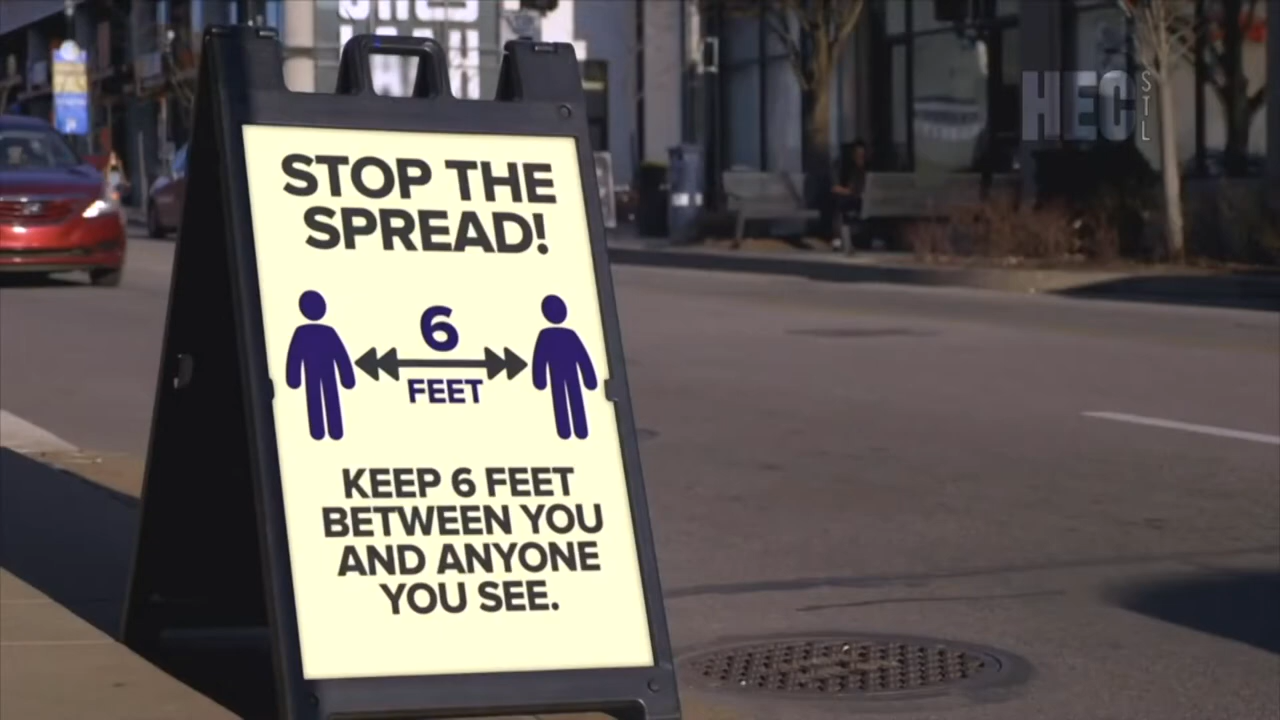 STOP THE
SPREAD!
6
FEET
KEEP 6 FEET
BETWEEN YOU
AND ANYONE
YOU SEE.
HEC
STL